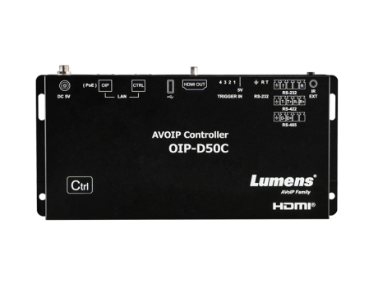 DC 5V
(PoE) OIP CTRL
LAN
HDMI OUT
4 3 2 1
5V
TRIGGER IN
RS-232
RS-232
RS-422
RS-485
IR
EXT
AVOIP Controller
OIP-D50C
Ctrl
Lumens®
AVoIP Family
HDMI®